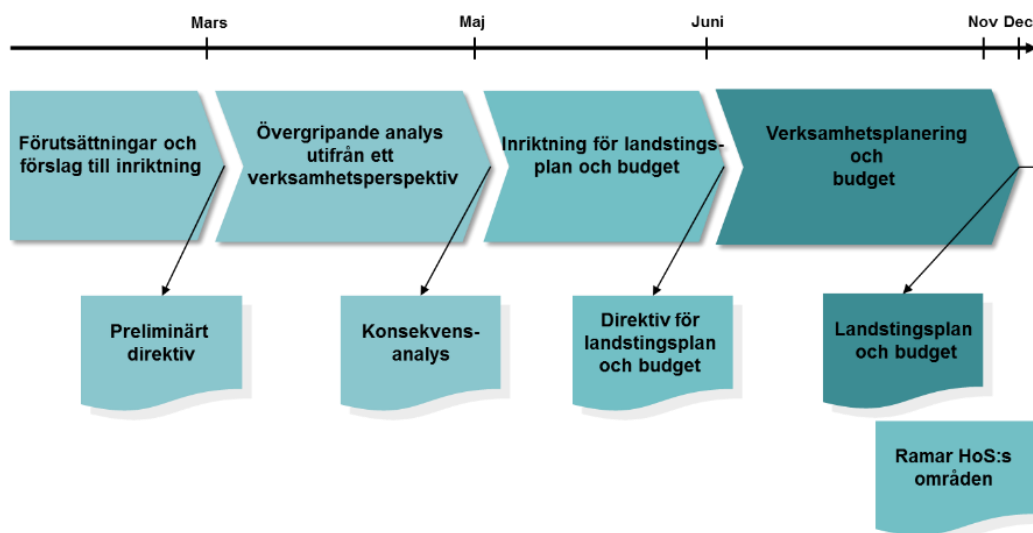 Mars
Maj
Juni
Nov Dec
Förutsättningar och
förslag till inriktning
Övergripande analys
utifrån ett
verksamhetsperspektiv
Inriktning för landstings-
plan och budget
Verksamhetsplanering
och
budget
Preliminärt
direktiv
Konsekvens-
analys
Direktiv för
landstingsplan
och budget
Landstingsplan
och budget
Ramar HoS:s
områden